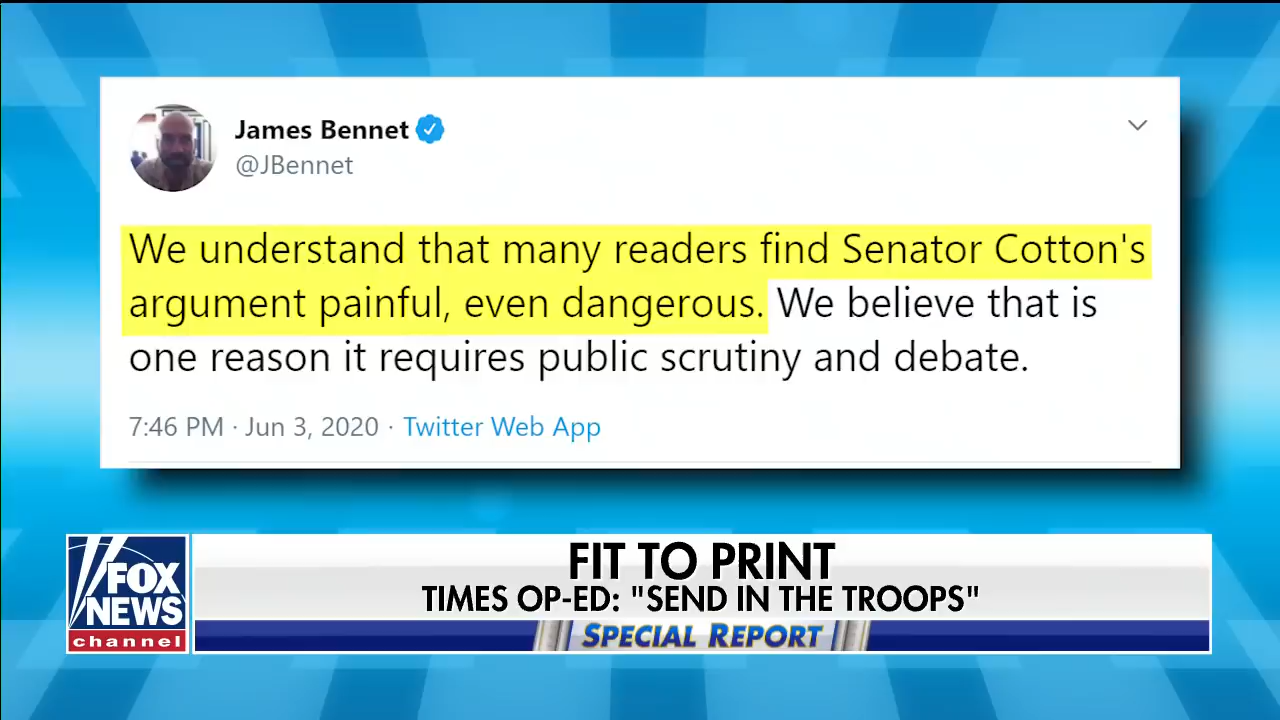 James Bennet
@JBennet
We understand that many readers find Senator Cotton's
argument painful, even dangerous. We believe that is
one reason it requires public scrutiny and debate.
7:46 PM · Jun 3, 2020 · Twitter Web App
FOX
NEWS
channel
FIT TO PRINT
TIMES OP-ED: "SEND IN THE TROOPS"
SPECIAL REPORT